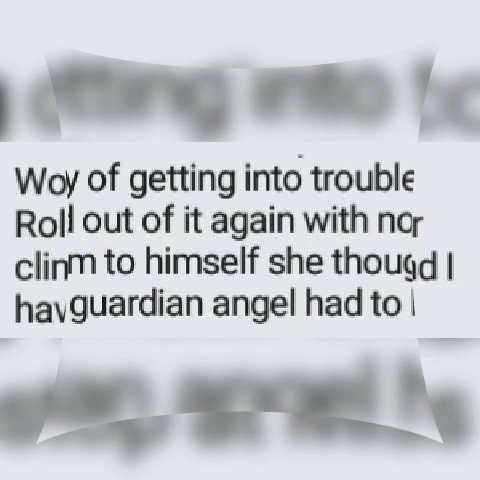 Woy of getting into trouble
Roll out of it again with nor
clinm to himself she thougd I
havguardian angel had to